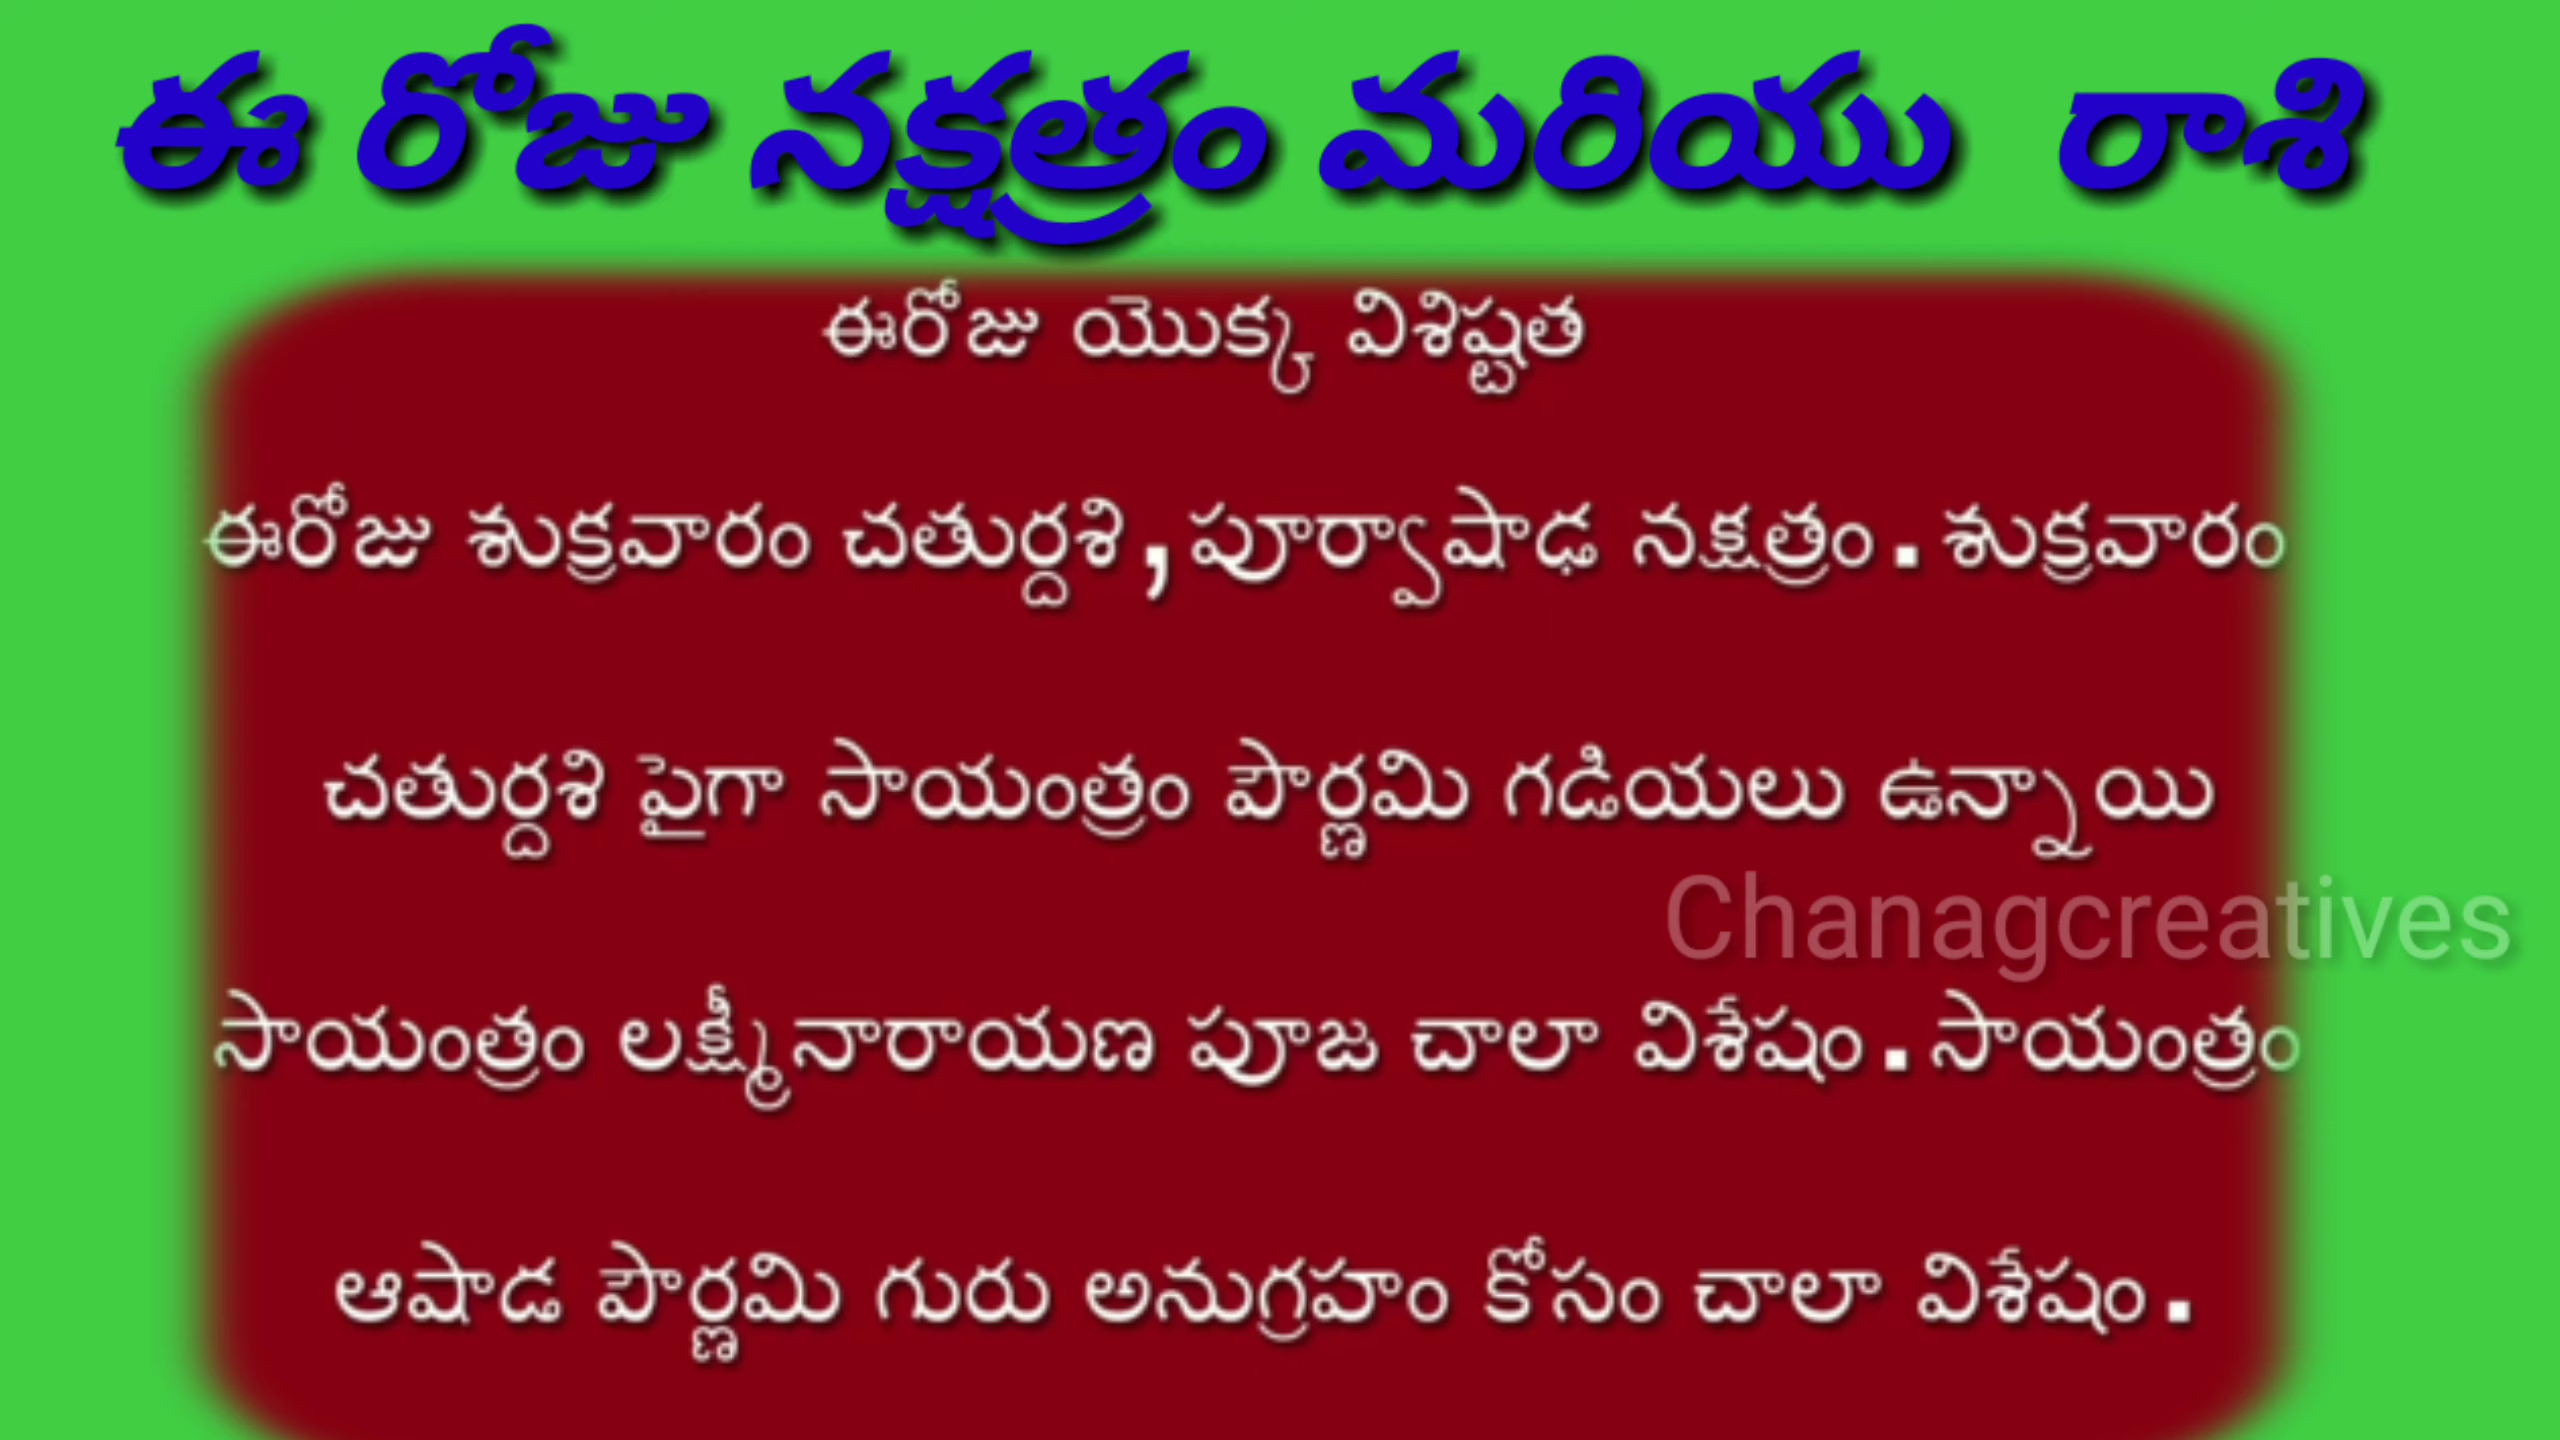 ఈ రోజు నక్షత్రం మరియు రాశి
ఈరోజు యొక్క విశిష్టత
ఈరోజు శుక్రవారం చతుర్దశి,పూర్వాషాఢ నక్షత్రం.శుక్రవారం
చతుర్దశి పైగా సాయంత్రం పౌర్ణమి గడియలు ఉన్నాయి
Chanagcreatives
సాయంత్రం లక్ష్మీనారాయణ పూజ చాలా విశేషం.సాయంత్రం
ఆషాడ పౌర్ణమి గురు అనుగ్రహం కోసం చాలా విశేషం.